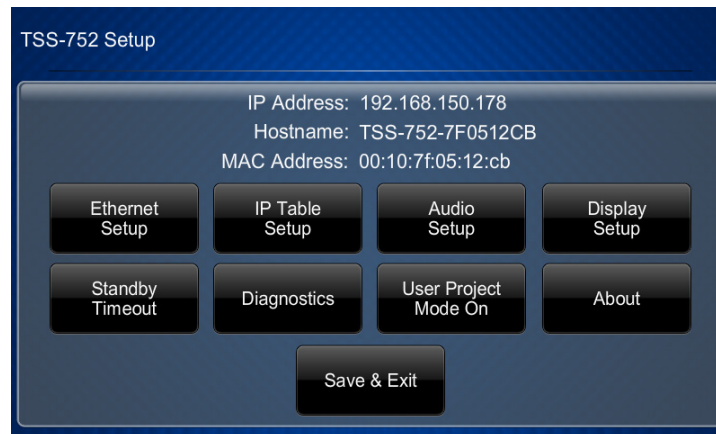 TSS-752 Setup
IP Address: 192.168.150.178
Hostname: TSS-752-7F0512CB
MAC Address: 00:10:7f:05:12:cb
Ethernet
Setup
IP Table
Setup
Audio
Setup
Display
Setup
Standby
Timeout
Diagnostics
User Project
Mode On
About
Save & Exit